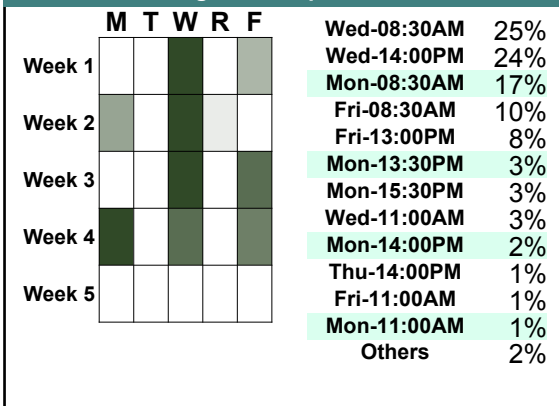 M T W R F
Week 1
Week 2
Week 3
Week 4
Week 5
Wed-08:30AM 25%
Wed-14:00PM 24%
Mon-08:30AM 17%
Fri-08:30AM 10%
Fri-13:00PM 8%
Mon-13:30PM 3%
Mon-15:30PM 3%
Wed-11:00AM 3%
Mon-14:00PM 2%
Thu-14:00PM 1%
Fri-11:00AM 1%
Mon-11:00AM 1%
Others 2%